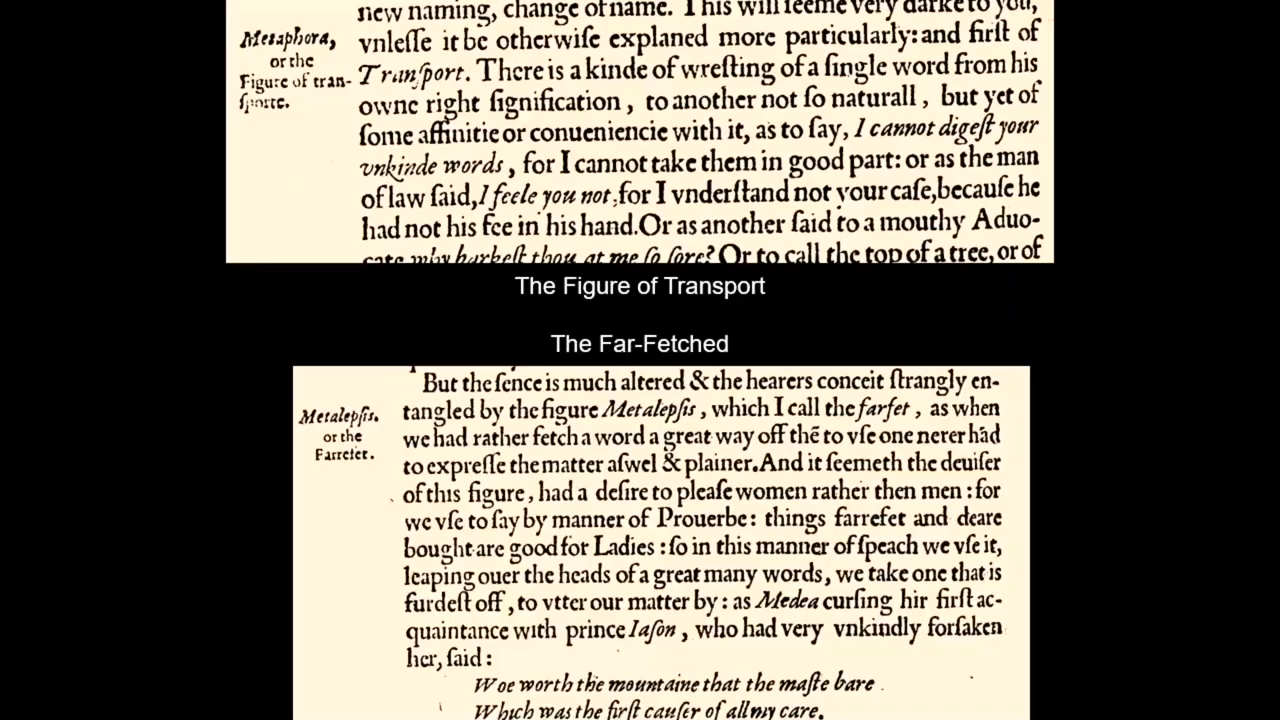 new naming, change of name. This will ſeeme very darke to you,
Metaphora,
or the
Figure of tran-
ſporte.
vnleſſe it be otherwiſe explaned more particularly: and firſt of
Tranſport. There is a kinde of wreſting of a ſingle word from his
owne right ſignification , to another not ſo naturall , but yet of
ſome affinitie or conueniencie with it, as to ſay, I cannot digeſt your
vnkinde words , for I cannot take them in good part: or as the man
of law ſaid, I feele you not, for I vnderſtand not your caſe, becauſe he
had not his fee in his hand. Or as another ſaid to a mouthy Aduo-
cate why barkeſt thou at me ſo ſore? Or to call the top of a tree, or of
The Figure of Transport
The Far-Fetched
But the ſence is much altered & the hearers conceit ſtrangly en-
Metalepſis.
or the
Farrefet.
tangled by the figure Metalepſis , which I call the farfet , as when
we had rather fetch a word a great way off thē to vſe one nerer hād
to expreſſe the matter aſwel & plainer. And it ſeemeth the deuiſer
of this figure, had a deſire to pleaſe women rather then men : for
we vſe to ſay by manner of Prouerbe: things farrefet and deare
bought are good for Ladies : ſo in this manner of ſpeach we vſe it,
leaping ouer the heads of a great many words, we take one that is
furdeſt off , to vtter our matter by : as Medea curſing hir firſt ac-
quaintance with prince Iaſon , who had very vnkindly forſaken
her, ſaid :
Woe worth the mountaine that the maſte bare
Which was the firſt cauſer of all my care.